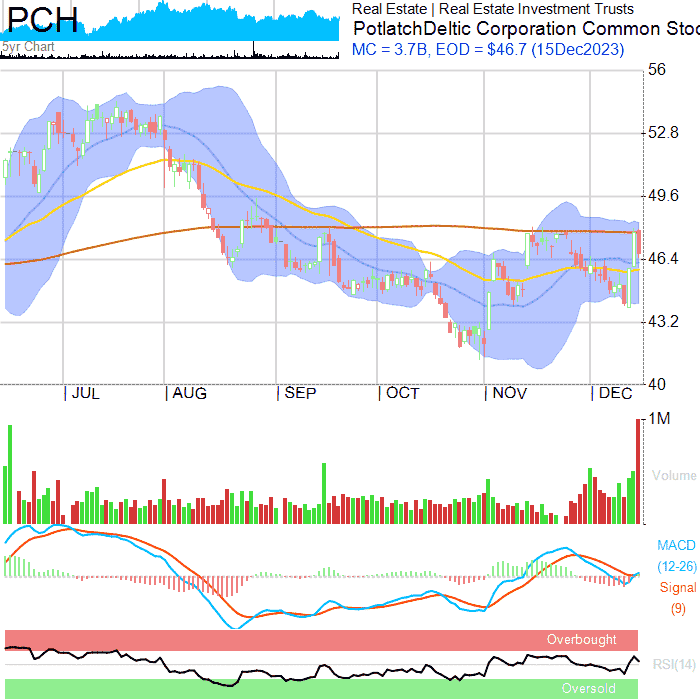 PCH
5yr Chart
Real Estate | Real Estate Investment Trusts
PotlatchDeltic Corporation Common Stoc
MC = 3.7B, EOD = $46.7 (15Dec2023)
56
52.8
49.6
46.4
43.2
40
JUL
AUG
SEP
OCT
NOV
DEC
1M
Volume
MACD
(12-26)
Signal
(9)
Overbought
RSI(14)
Oversold